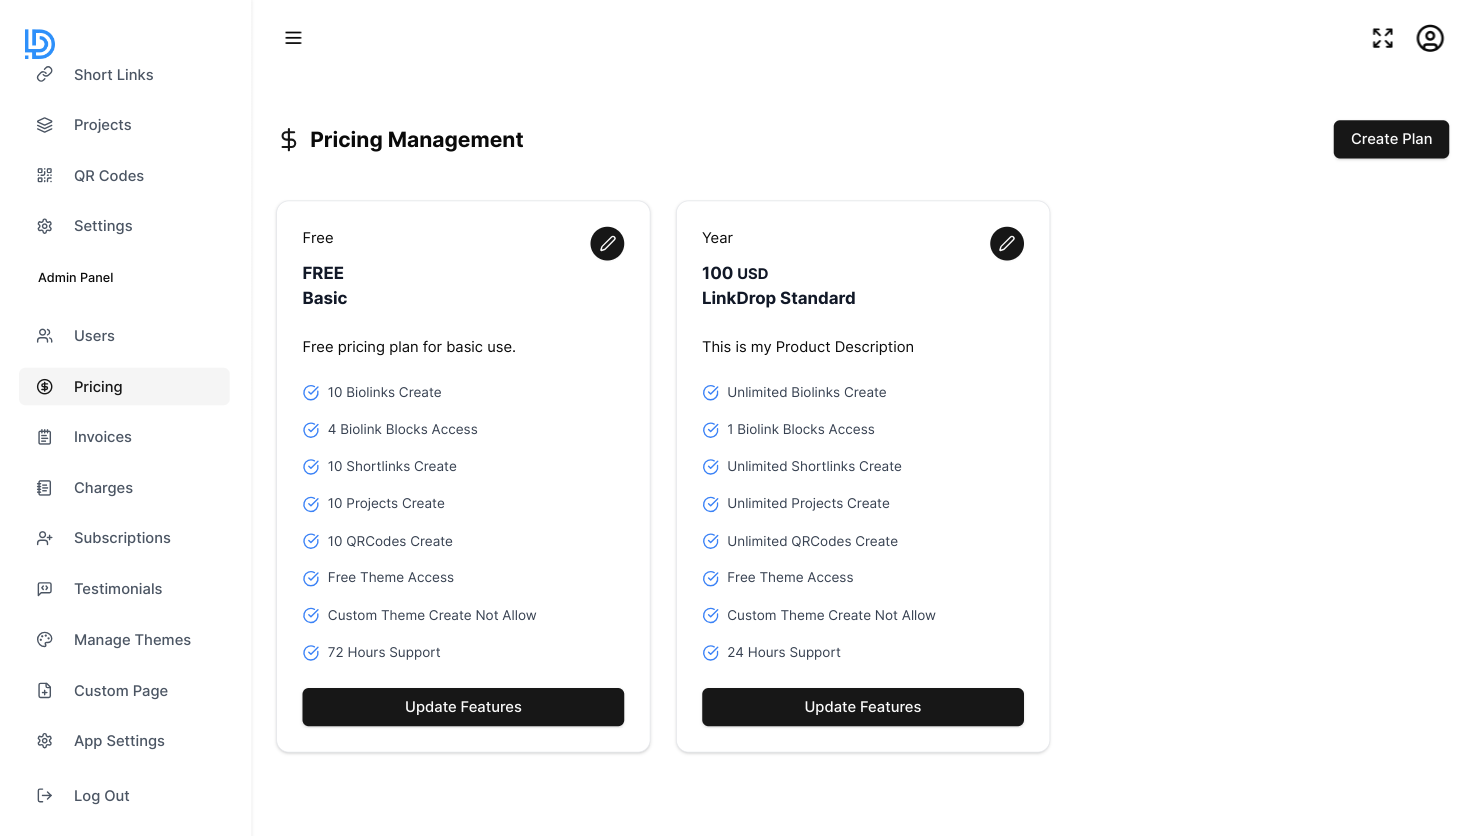 Short Links
Projects
QR Codes
Settings
Admin Panel
Users
Pricing
Invoices
Charges
Subscriptions
Testimonials
Manage Themes
Custom Page
App Settings
Log Out
Pricing Management
Create Plan
Free
FREE
Basic
Free pricing plan for basic use.
10 Biolinks Create
4 Biolink Blocks Access
10 Shortlinks Create
10 Projects Create
10 QRCodes Create
Free Theme Access
Custom Theme Create Not Allow
72 Hours Support
Update Features
Year
100 USD
LinkDrop Standard
This is my Product Description
Unlimited Biolinks Create
1 Biolink Blocks Access
Unlimited Shortlinks Create
Unlimited Projects Create
Unlimited QRCodes Create
Free Theme Access
Custom Theme Create Not Allow
24 Hours Support
Update Features